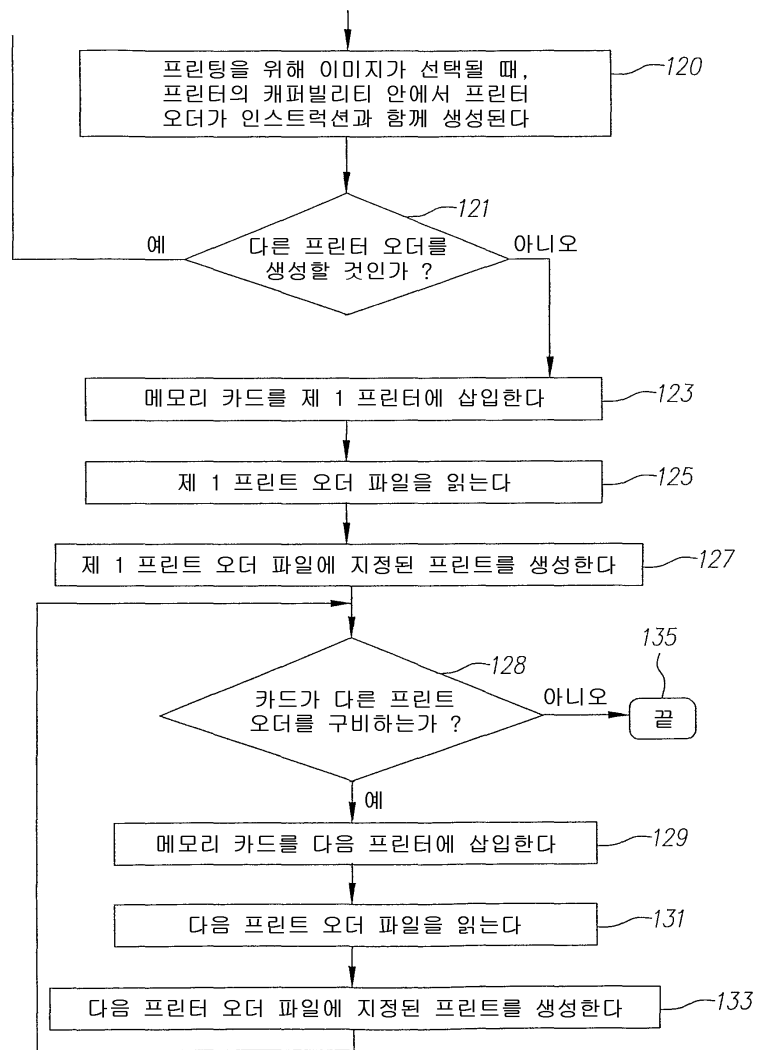 프린팅을 위해 이미지가 선택될 때,
프린터의 캐퍼빌리티 안에서 프린터
오더가 인스트럭션과 함께 생성된다
120
121
예
다른 프린터 오더를
생성할 것인가 ?
아니오
메모리 카드를 제 1 프린터에 삽입한다
123
제 1 프린트 오더 파일을 읽는다
125
제 1 프린트 오더 파일에 지정된 프린트를 생성한다
127
128
135
카드가 다른 프린트
오더를 구비하는가 ?
아니오
끝
예
메모리 카드를 다음 프린터에 삽입한다
129
다음 프린트 오더 파일을 읽는다
131
다음 프린터 오더 파일에 지정된 프린트를 생성한다
133